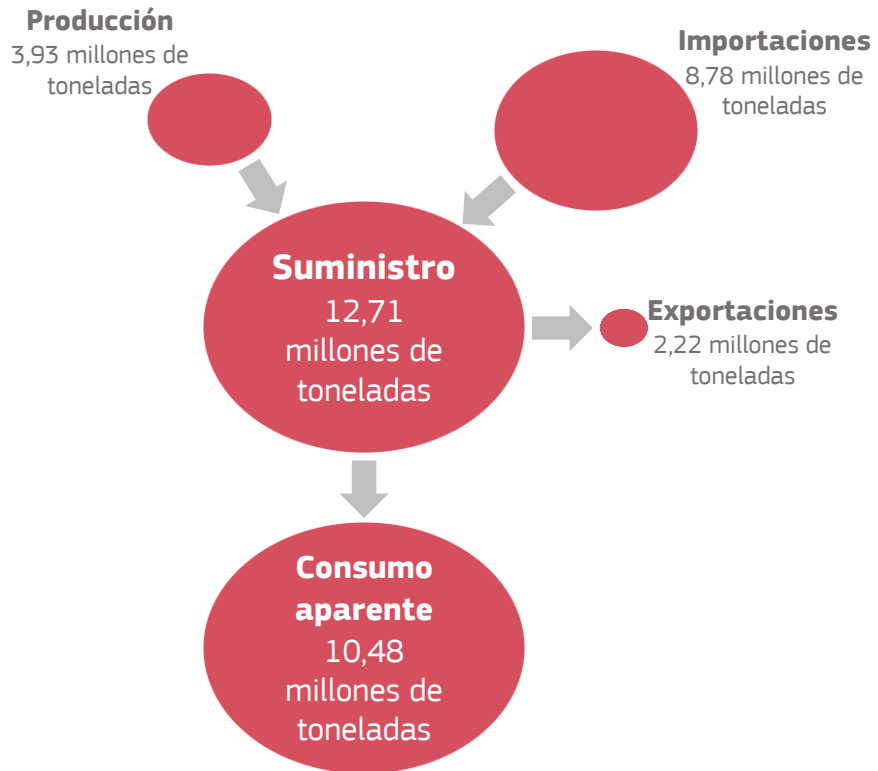 Producción
3,93 millones de
toneladas
Importaciones
8,78 millones de
toneladas
Suministro
12,71
millones de
toneladas
Exportaciones
2,22 millones de
toneladas
Consumo
aparente
10,48
millones de
toneladas